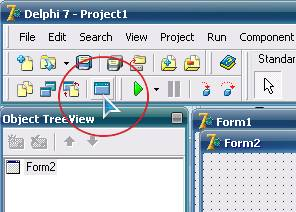 Delphi 7 - Project1
File Edit Search View Project Run Component
Standar
Object TreeView
Form2
Form1
Form2